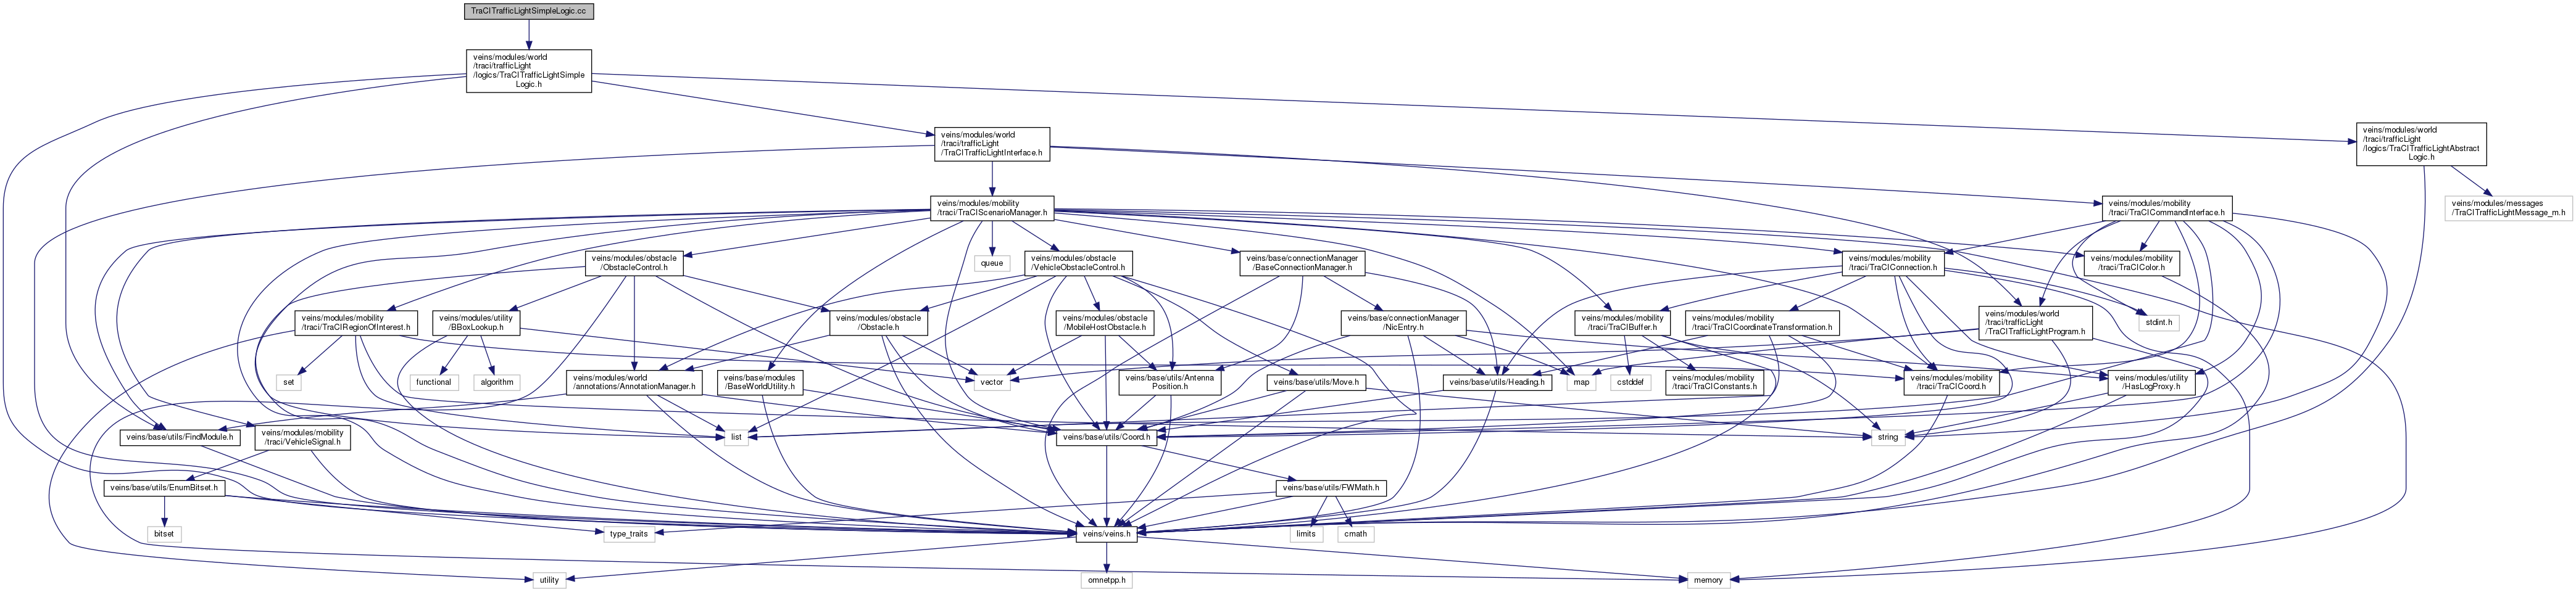 TraCITrafficLightSimpleLogic.cc
veins/modules/world
/traci/trafficLight
/logics/TraCITrafficLightSimple
Logic.h
veins/modules/world
/traci/trafficLight
/TraCITrafficLightInterface.h
veins/modules/world
/traci/trafficLight
/logics/TraCITrafficLightAbstract
Logic.h
veins/modules/mobility
/traci/TraCIScenarioManager.h
veins/modules/mobility
/traci/TraCICommandInterface.h
veins/modules/messages
/TraCITrafficLightMessage_m.h
veins/modules/obstacle
/ObstacleControl.h
queue
veins/modules/obstacle
/VehicleObstacleControl.h
veins/base/connectionManager
/BaseConnectionManager.h
veins/modules/mobility
/traci/TraCIConnection.h
veins/modules/mobility
/traci/TraCIColor.h
veins/modules/mobility
/traci/TraCIRegionOfInterest.h
veins/modules/utility
/BBoxLookup.h
veins/modules/obstacle
/Obstacle.h
veins/modules/obstacle
/MobileHostObstacle.h
veins/base/connectionManager
/NicEntry.h
veins/modules/mobility
/traci/TraCIBuffer.h
veins/modules/mobility
/traci/TraCICoordinateTransformation.h
veins/modules/world
/traci/trafficLight
/TraCITrafficLightProgram.h
stdint.h
set
functional
algorithm
veins/modules/world
/annotations/AnnotationManager.h
veins/base/modules
/BaseWorldUtility.h
vector
veins/base/utils/Antenna
Position.h
veins/base/utils/Move.h
veins/base/utils/Heading.h
map
cstddef
veins/modules/mobility
/traci/TraCIConstants.h
veins/modules/mobility
/traci/TraCICoord.h
veins/modules/utility
/HasLogProxy.h
veins/base/utils/FindModule.h
veins/modules/mobility
/traci/VehicleSignal.h
list
veins/base/utils/Coord.h
string
veins/base/utils/EnumBitset.h
veins/base/utils/FWMath.h
bitset
type_traits
veins/veins.h
limits
cmath
utility
omnetpp.h
memory